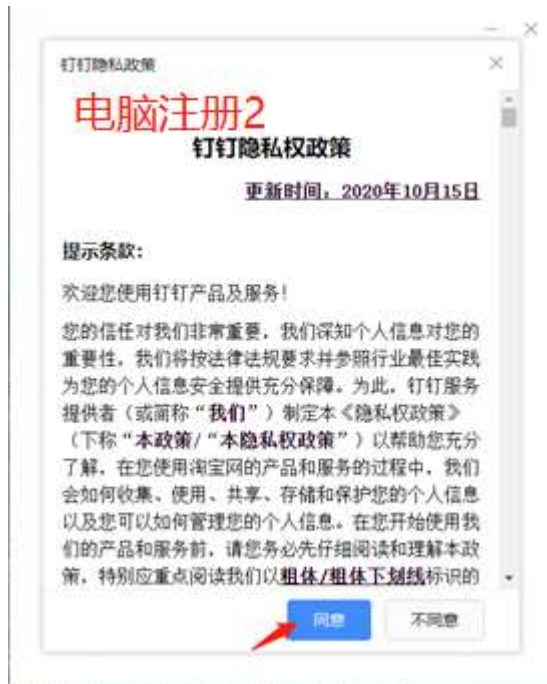 钉钉隐私政策
电脑注册2
钉钉隐私权政策
更新时间：2020年10月15日
提示条款：
欢迎您使用钉钉产品及服务！
您的信任对我们非常重要，我们深知个人信息对您的
重要性，我们将按法律法规要求并参照行业最佳实践
为您的个人信息安全提供充分保障。为此，钉钉服务
提供者（或简称“我们”）制定本《隐私权政策》
（下称“本政策/“本隐私权政策”）以帮助您充分
了解，在您使用淘宝网的产品和服务的过程中，我们
会如何收集、使用、共享、存储和保护您的个人信息
以及您可以如何管理您的个人信息。在您开始使用我
们的产品和服务前，请您务必先仔细阅读和理解本政
策，特别应重点阅读我们以粗体/粗体下划线标识的
同意
不同意